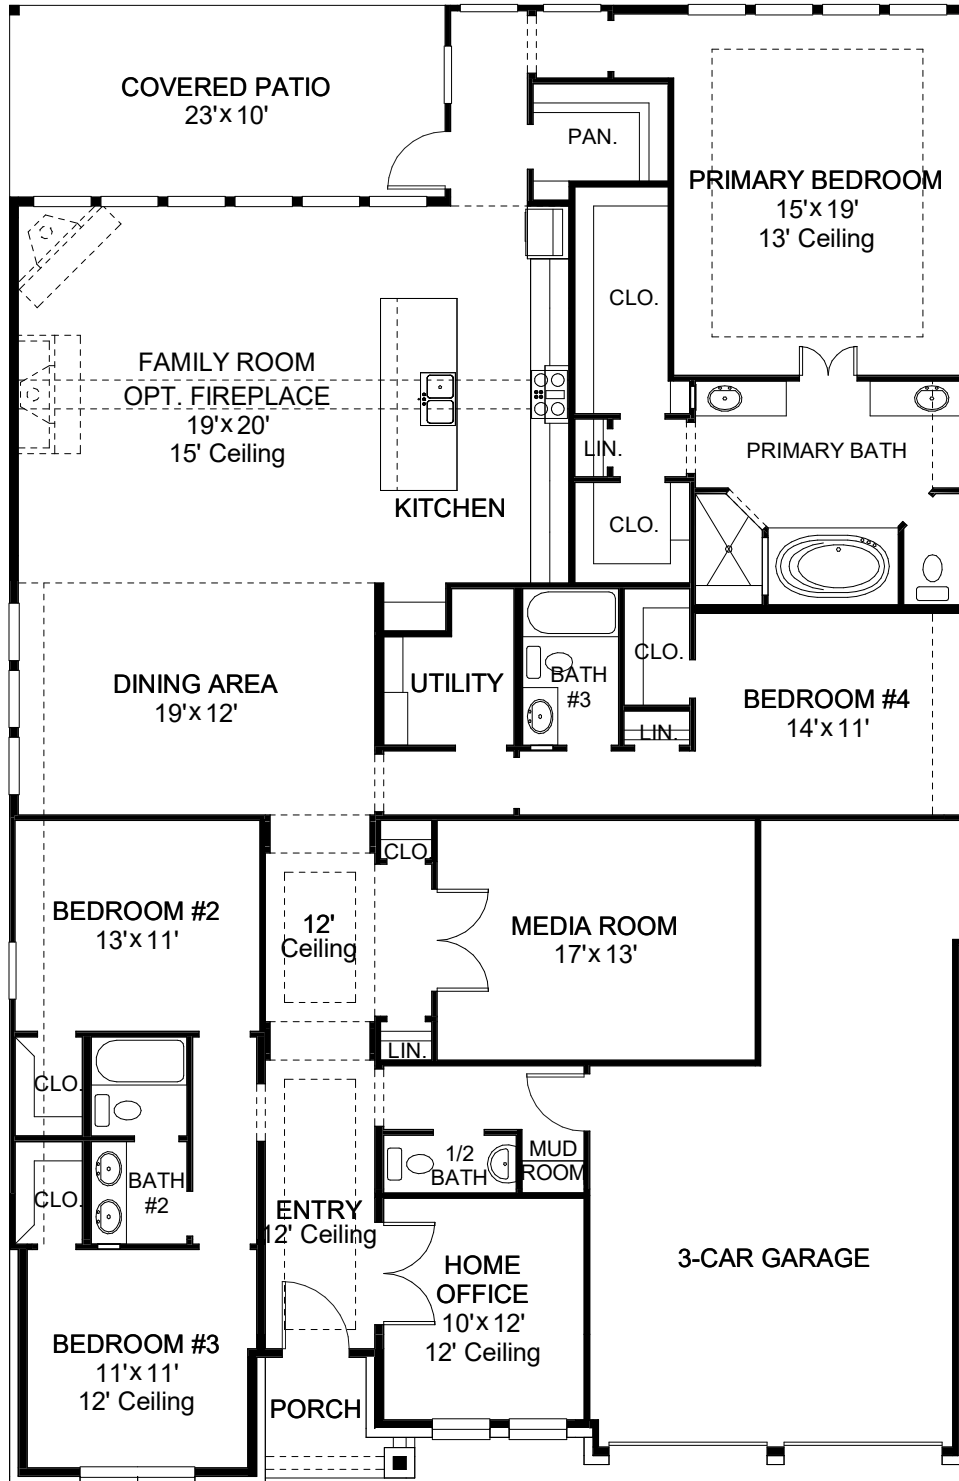 COVERED PATIO
23'x 10'
PAN.
PRIMARY BEDROOM
15'x 19'
13' Ceiling
CLO.
FAMILY ROOM
OPT. FIREPLACE
19'x 20'
15' Ceiling
KITCHEN
LIN.
PRIMARY BATH
CLO.
DINING AREA
19'x 12'
UTILITY
BATH
#3
CLO.
LIN.
BEDROOM #4
14'x 11'
CLO.
BEDROOM #2
13'x 11'
12'
Ceiling
MEDIA ROOM
17'x 13'
LIN.
CLO.
1/2
BATH
MUD
ROOM
CLO.
BATH
#2
ENTRY
12' Ceiling
HOME
OFFICE
10'x 12'
12' Ceiling
3-CAR GARAGE
BEDROOM #3
11'x 11'
12' Ceiling
PORCH